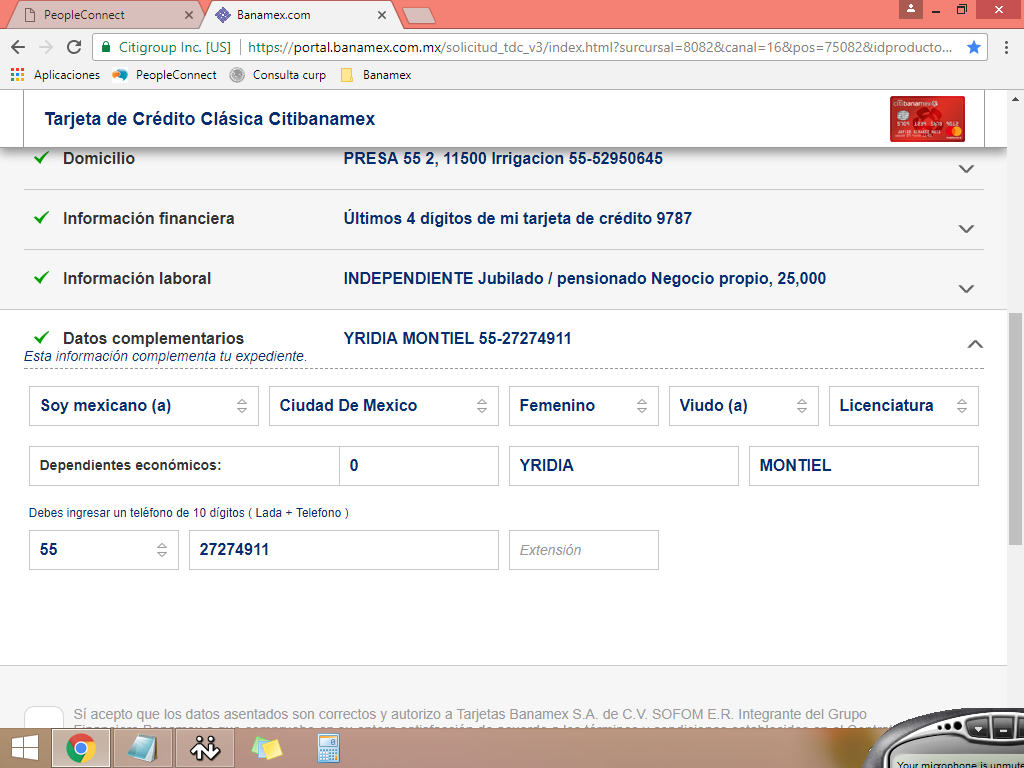 PeopleConnect
Banamex.com
Citigroup Inc. [US]
https://portal.banamex.com.mx/solicitud_tdc_v3/index.html?surcursal=8082&canal=16&pos=75082&idproducto...
Aplicaciones PeopleConnect Consulta curp Banamex
Tarjeta de Crédito Clásica Citibanamex
citibanamex
Domicilio PRESA 55 2, 11500 Irrigacion 55-52950645
Información financiera Últimos 4 dígitos de mi tarjeta de crédito 9787
Información laboral INDEPENDIENTE Jubilado / pensionado Negocio propio, 25,000
Datos complementarios YRIDIA MONTIEL 55-27274911
Esta información complementa tu expediente.
Soy mexicano (a) Ciudad De Mexico Femenino Viudo (a) Licenciatura
Dependientes económicos: 0 YRIDIA MONTIEL
Debes ingresar un teléfono de 10 dígitos ( Lada + Telefono )
55 27274911 Extensión
Sí acepto que los datos asentados son correctos y autorizo a Tarjetas Banamex S.A. de C.V. SOFOM E.R. Integrante del Grupo
Your microphone is unmute